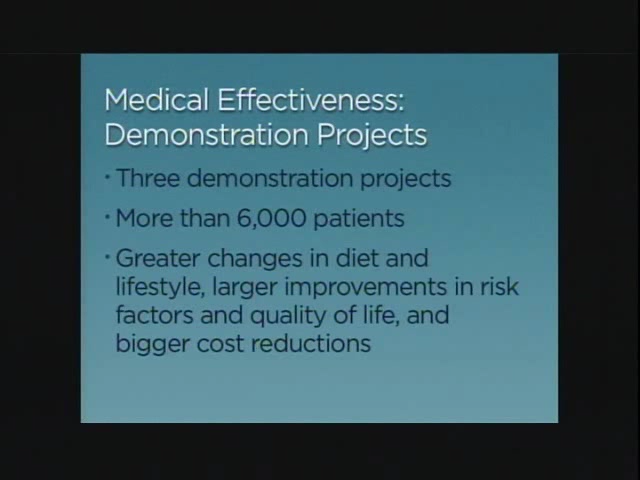 Medical Effectiveness:
Demonstration Projects
· Three demonstration projects
· More than 6,000 patients
· Greater changes in diet and
lifestyle, larger improvements in risk
factors and quality of life, and
bigger cost reductions